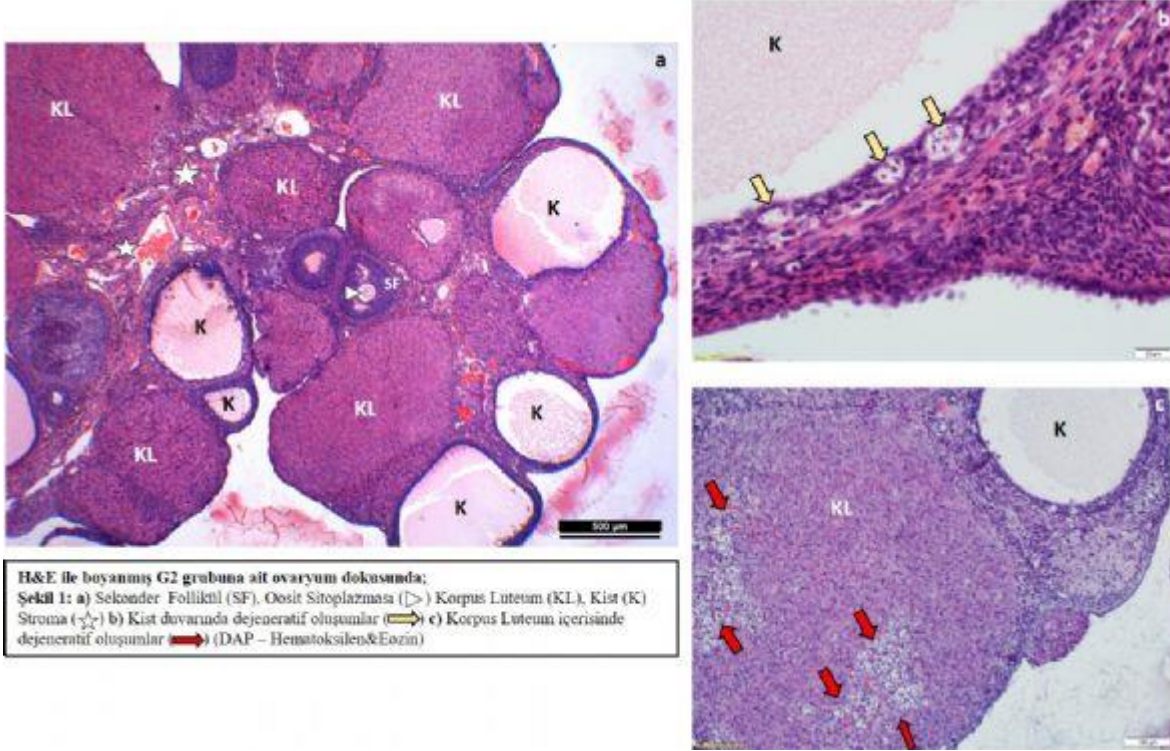 a
KL
KL
KL
K
SF
K
K
KL
K
KL
K
500 µm
b
K
c
K
KL
H&E ile boyanmış G2 grubuna ait ovaryum dokusunda;
Şekil 1: a) Sekonder Follikül (SF), Oosit Sitoplazması (▷) Korpus Luteum (KL), Kist (K)
Stroma (☆) b) Kist duvarında dejeneratif oluşumlar (⇨) c) Korpus Luteum içerisinde
dejeneratif oluşumlar (➡) (DAP – Hematoksilen&Eozin)